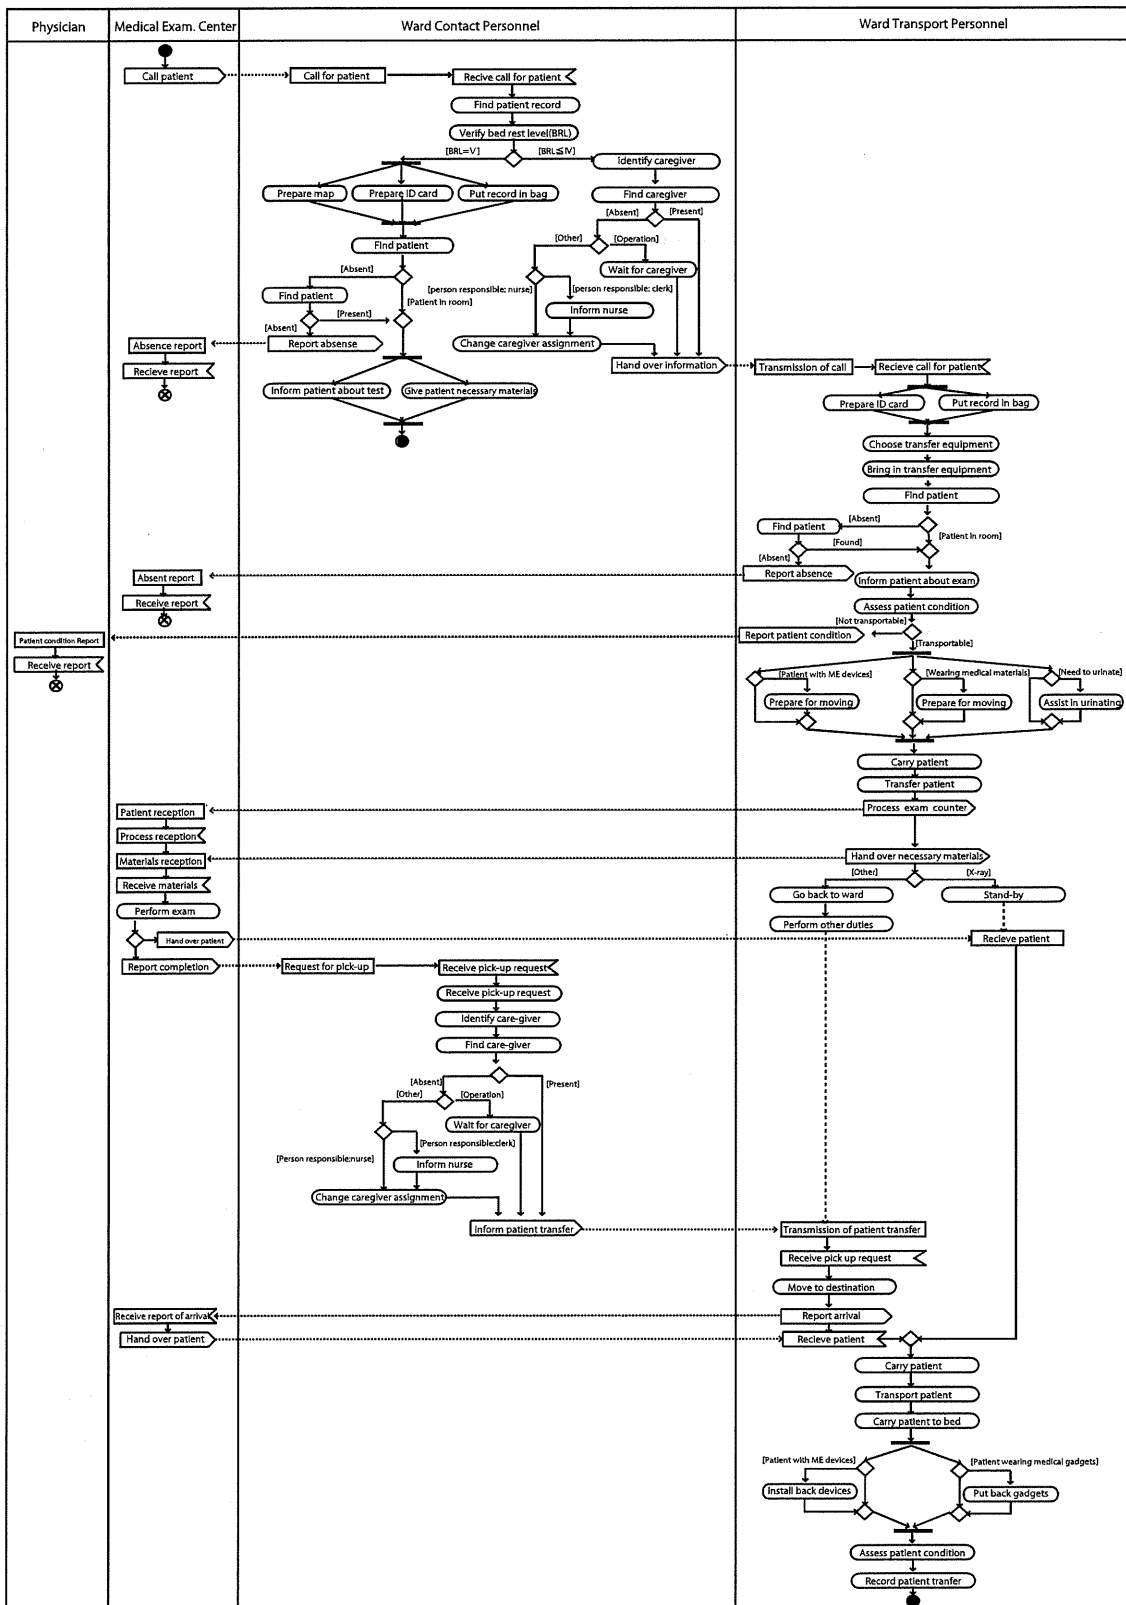 Physician
Medical Exam. Center
Ward Contact Personnel
Ward Transport Personnel
Call patient
Call for patient
Recive call for patient
Find patient record
Verify bed rest level(BRL)
[BRL=V]
[BRL≦IV]
Identify caregiver
Prepare map
Prepare ID card
Put record in bag
Find caregiver
[Absent]
[Present]
Find patient
[Other]
[Operation]
Wait for caregiver
[Absent]
[person responsible: nurse]
[person responsible: clerk]
Find patient
[Patient in room]
Inform nurse
[Present]
[Absent]
Absence report
Report absense
Change caregiver assignment
Recieve report
Hand over information
Transmission of call
Recieve call for patient
Inform patient about test
Give patient necessary materials
Prepare ID card
Put record in bag
Choose transfer equipment
Bring in transfer equipment
Find patient
[Absent]
Find patient
[Patient in room]
[Found]
[Absent]
Absent report
Report absence
Inform patient about exam
Receive report
Assess patient condition
[Not transportable]
Patient condition Report
Report patient condition
[Transportable]
Receive report
[Patient with ME devices]
[Wearing medical materials]
[Need to urinate]
Prepare for moving
Prepare for moving
Assist in urinating
Carry patient
Transfer patient
Patient reception
Process exam counter
Process reception
Materials reception
Hand over necessary materials
Receive materials
[Other]
[X-ray]
Go back to ward
Stand-by
Perform exam
Perform other duties
Hand over patient
Recieve patient
Report completion
Request for pick-up
Receive pick-up request
Receive pick-up request
Identify care-giver
Find care-giver
[Absent]
[Present]
[Other]
[Operation]
Wait for caregiver
[Person responsible:clerk]
[Person responsible:nurse]
Inform nurse
Change caregiver assignment
Inform patient transfer
Transmission of patient transfer
Receive pick up request
Move to destination
Receive report of arrival
Report arrival
Hand over patient
Recieve patient
Carry patient
Transport patient
Carry patient to bed
[Patient with ME devices]
[Patient wearing medical gadgets]
Install back devices
Put back gadgets
Assess patient condition
Record patient tranfer